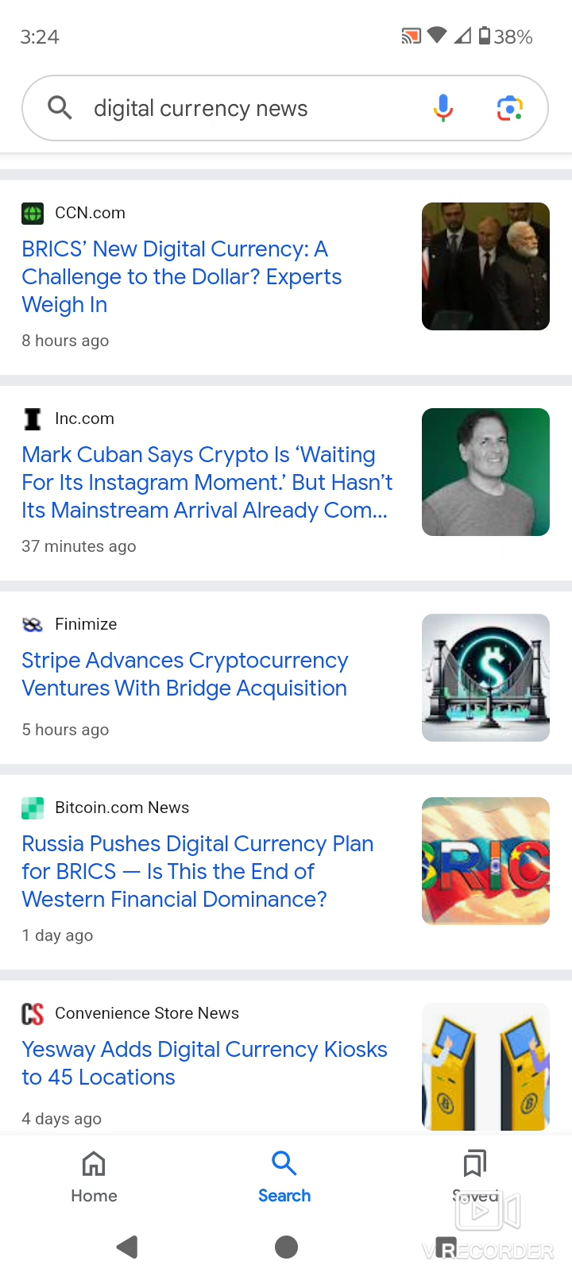 3:24
38%
digital currency news
CCN.com
BRICS’ New Digital Currency: A
Challenge to the Dollar? Experts
Weigh In
8 hours ago
Inc.com
Mark Cuban Says Crypto Is ‘Waiting
For Its Instagram Moment.’ But Hasn’t
Its Mainstream Arrival Already Com...
37 minutes ago
Finimize
Stripe Advances Cryptocurrency
Ventures With Bridge Acquisition
5 hours ago
Bitcoin.com News
Russia Pushes Digital Currency Plan
for BRICS — Is This the End of
Western Financial Dominance?
1 day ago
BRIC
CS
Convenience Store News
Yesway Adds Digital Currency Kiosks
to 45 Locations
4 days ago
Home
Search
Saved
VRECORDER